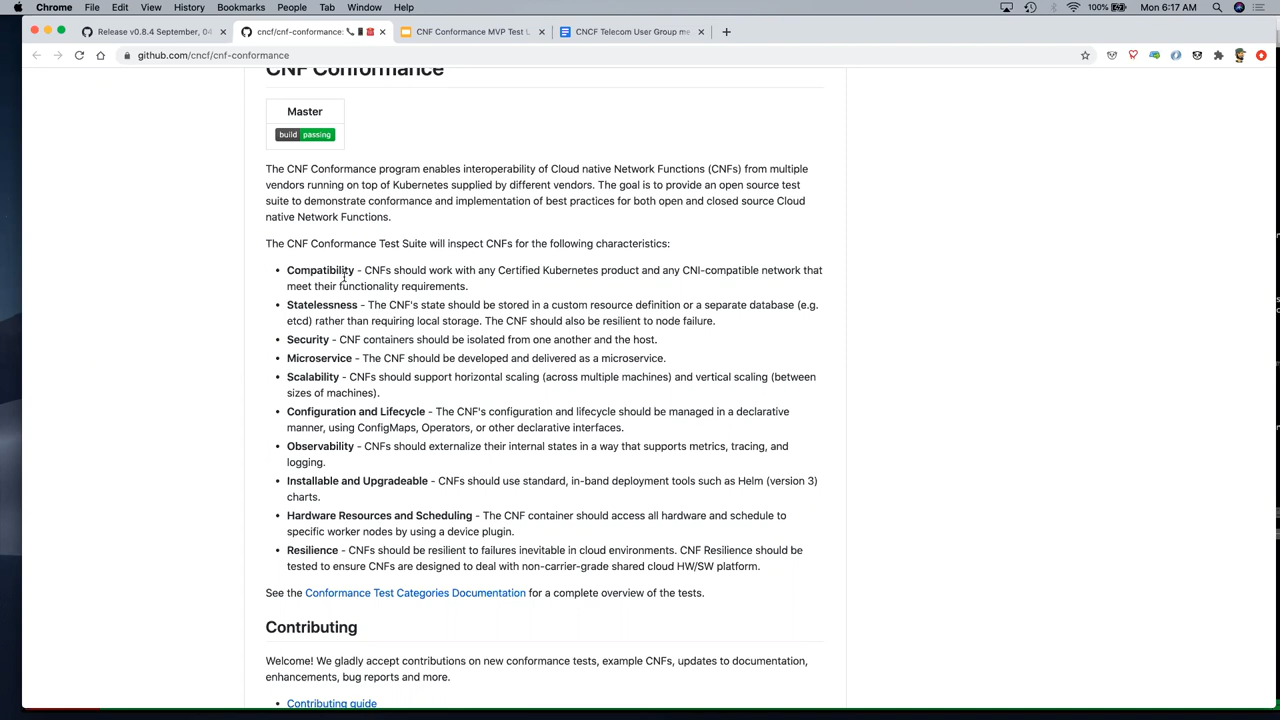 Chrome File Edit View History Bookmarks People Tab Window Help 100% Mon 6:17 AM
Release v0.8.4 September, 04 cncf/cnf-conformance: CNF Conformance MVP Test L CNCF Telecom User Group me
github.com/cncf/cnf-conformance
CNF Conformance
Master
build passing
The CNF Conformance program enables interoperability of Cloud native Network Functions (CNFs) from multiple
vendors running on top of Kubernetes supplied by different vendors. The goal is to provide an open source test
suite to demonstrate conformance and implementation of best practices for both open and closed source Cloud
native Network Functions.
The CNF Conformance Test Suite will inspect CNFs for the following characteristics:
• Compatibility - CNFs should work with any Certified Kubernetes product and any CNI-compatible network that
meet their functionality requirements.
• Statelessness - The CNF's state should be stored in a custom resource definition or a separate database (e.g.
etcd) rather than requiring local storage. The CNF should also be resilient to node failure.
• Security - CNF containers should be isolated from one another and the host.
• Microservice - The CNF should be developed and delivered as a microservice.
• Scalability - CNFs should support horizontal scaling (across multiple machines) and vertical scaling (between
sizes of machines).
• Configuration and Lifecycle - The CNF's configuration and lifecycle should be managed in a declarative
manner, using ConfigMaps, Operators, or other declarative interfaces.
• Observability - CNFs should externalize their internal states in a way that supports metrics, tracing, and
logging.
• Installable and Upgradeable - CNFs should use standard, in-band deployment tools such as Helm (version 3)
charts.
• Hardware Resources and Scheduling - The CNF container should access all hardware and schedule to
specific worker nodes by using a device plugin.
• Resilience - CNFs should be resilient to failures inevitable in cloud environments. CNF Resilience should be
tested to ensure CNFs are designed to deal with non-carrier-grade shared cloud HW/SW platform.
See the Conformance Test Categories Documentation for a complete overview of the tests.
Contributing
Welcome! We gladly accept contributions on new conformance tests, example CNFs, updates to documentation,
enhancements, bug reports and more.
• Contributing guide